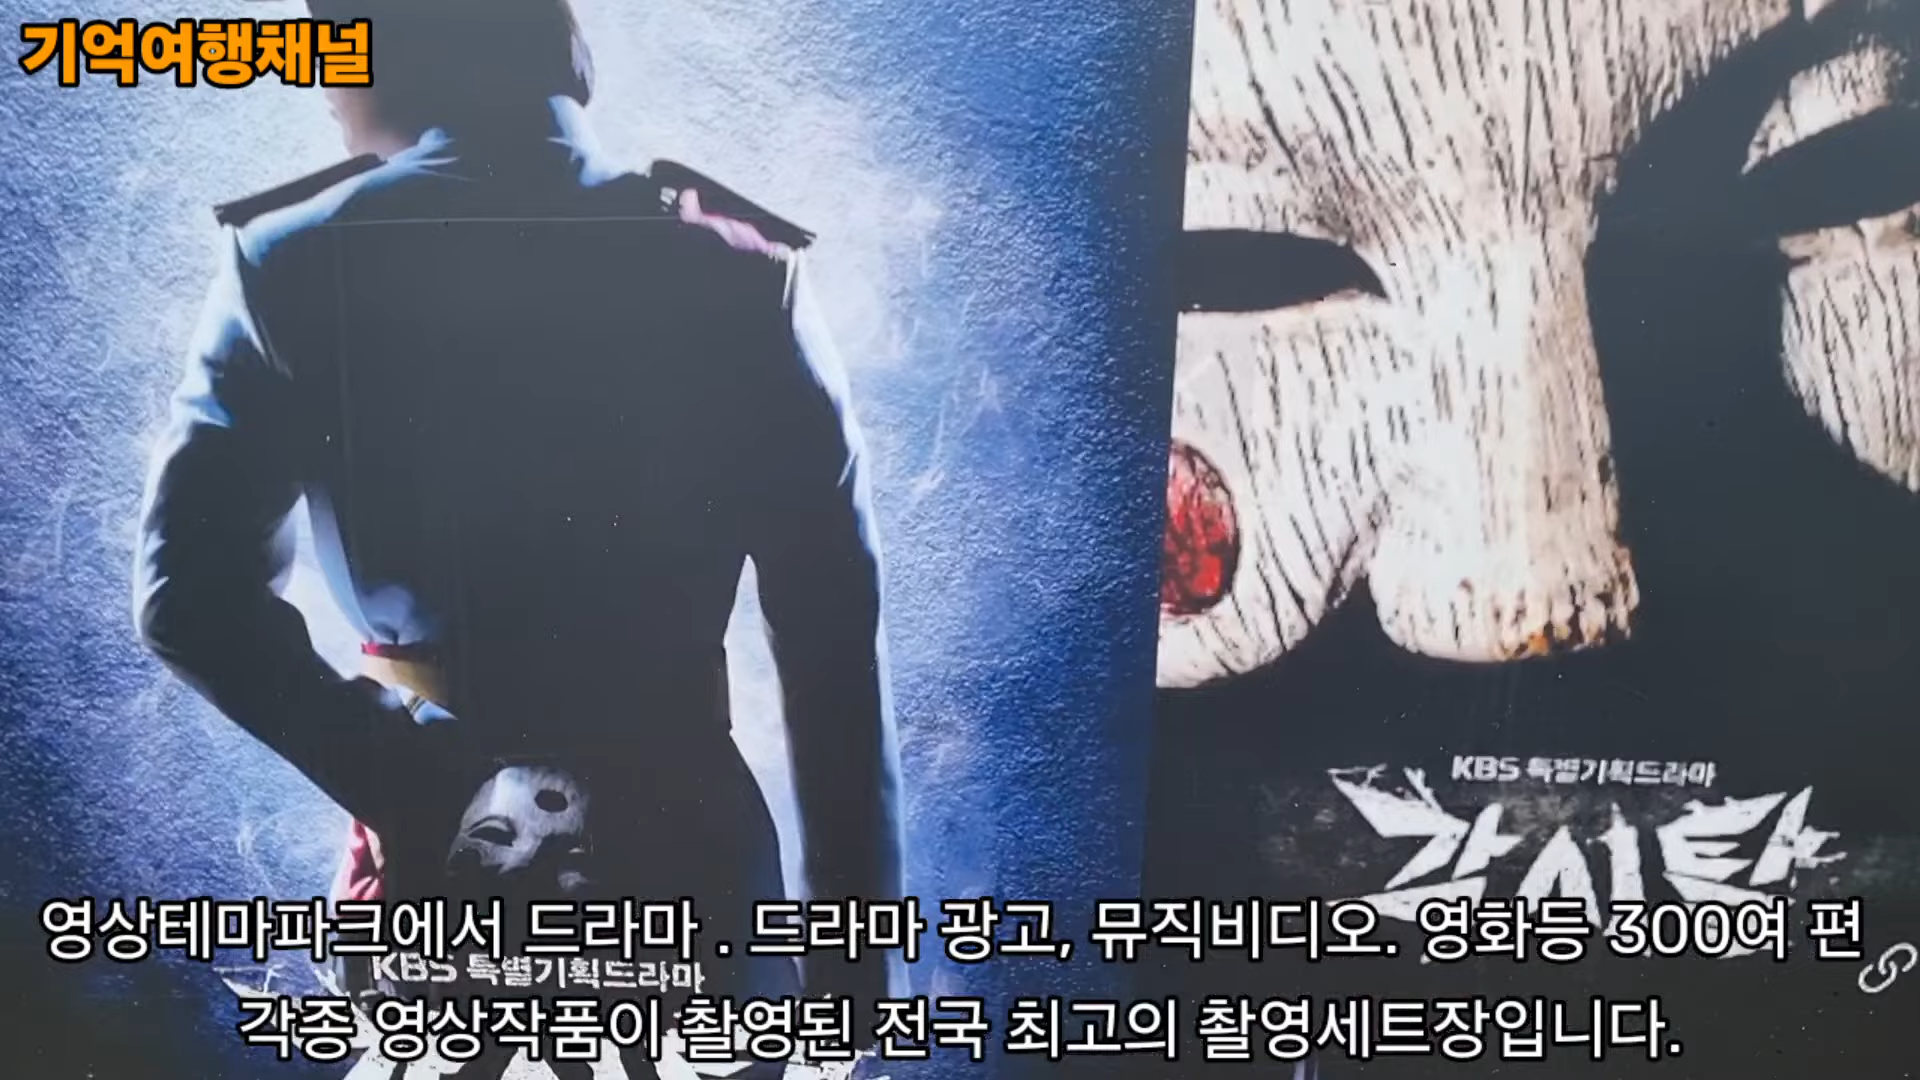 기억여행채널
KBS 특별기획드라마
각시탈
영상테마파크에서 드라마 . 드라마 광고, 뮤직비디오. 영화등 300여 편
KBS 특별기획드라마
각종 영상작품이 촬영된 전국 최고의 촬영세트장입니다.